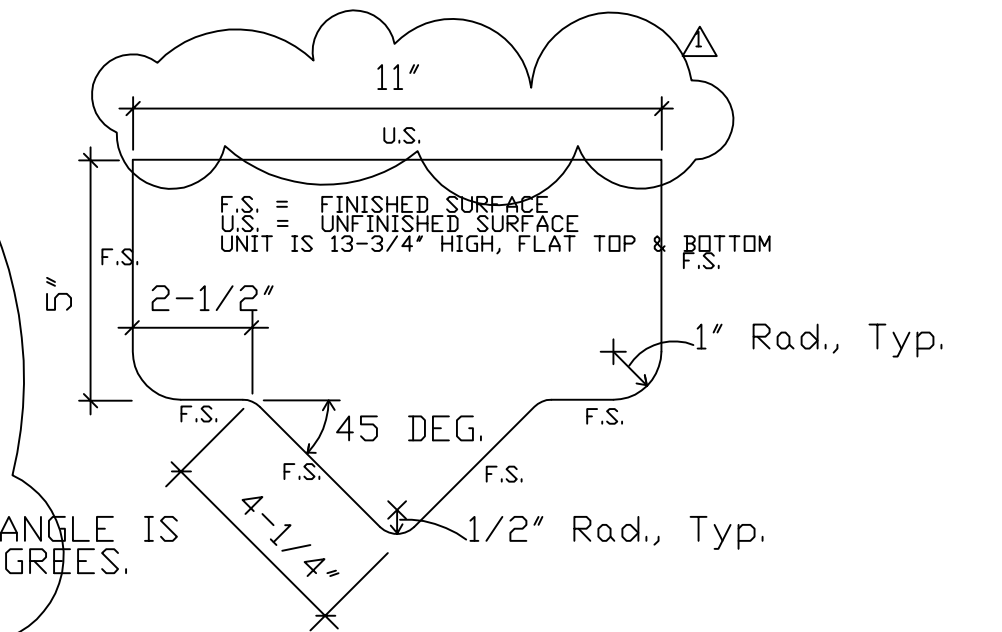 1
11"
U.S.
F.S. = FINISHED SURFACE
U.S. = UNFINISHED SURFACE
UNIT IS 13-3/4" HIGH, FLAT TOP & BOTTOM
F.S.
F.S.
5"
2-1/2"
1" Rad., Typ.
F.S.
F.S.
45 DEG.
F.S.
F.S.
4-1/4"
1/2" Rad., Typ.
ANGLE IS
GREES.